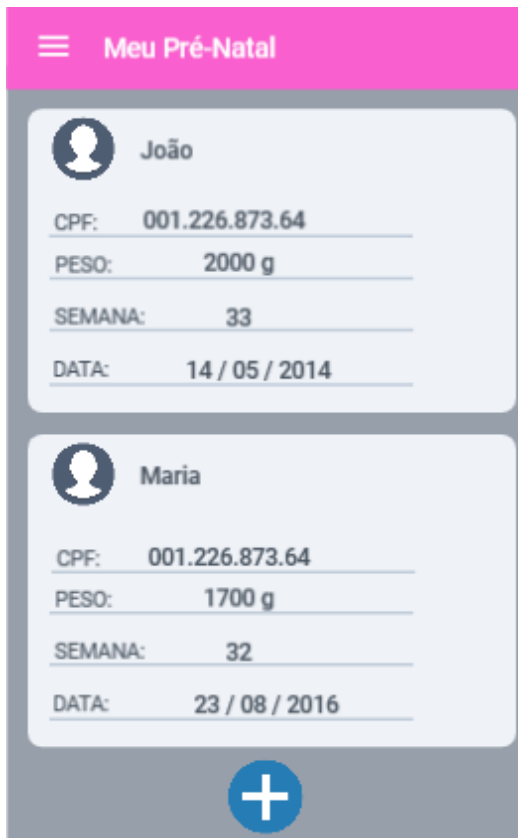 Meu Pré-Natal
João
CPF: 001.226.873.64
PESO: 2000 g
SEMANA: 33
DATA: 14 / 05 / 2014
Maria
CPF: 001.226.873.64
PESO: 1700 g
SEMANA: 32
DATA: 23 / 08 / 2016